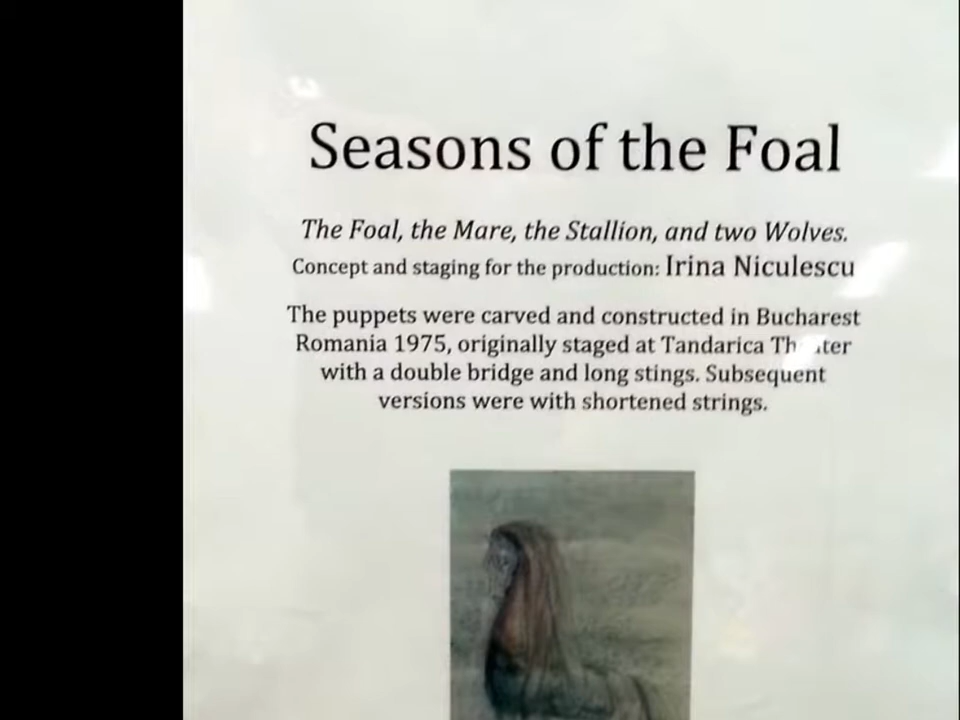 Seasons of the Foal
The Foal, the Mare, the Stallion, and two Wolves.
Concept and staging for the production: Irina Niculescu
The puppets were carved and constructed in Bucharest
Romania 1975, originally staged at Tandarica
with a double bridge and long stings. Subsequent
versions were with shortened strings.